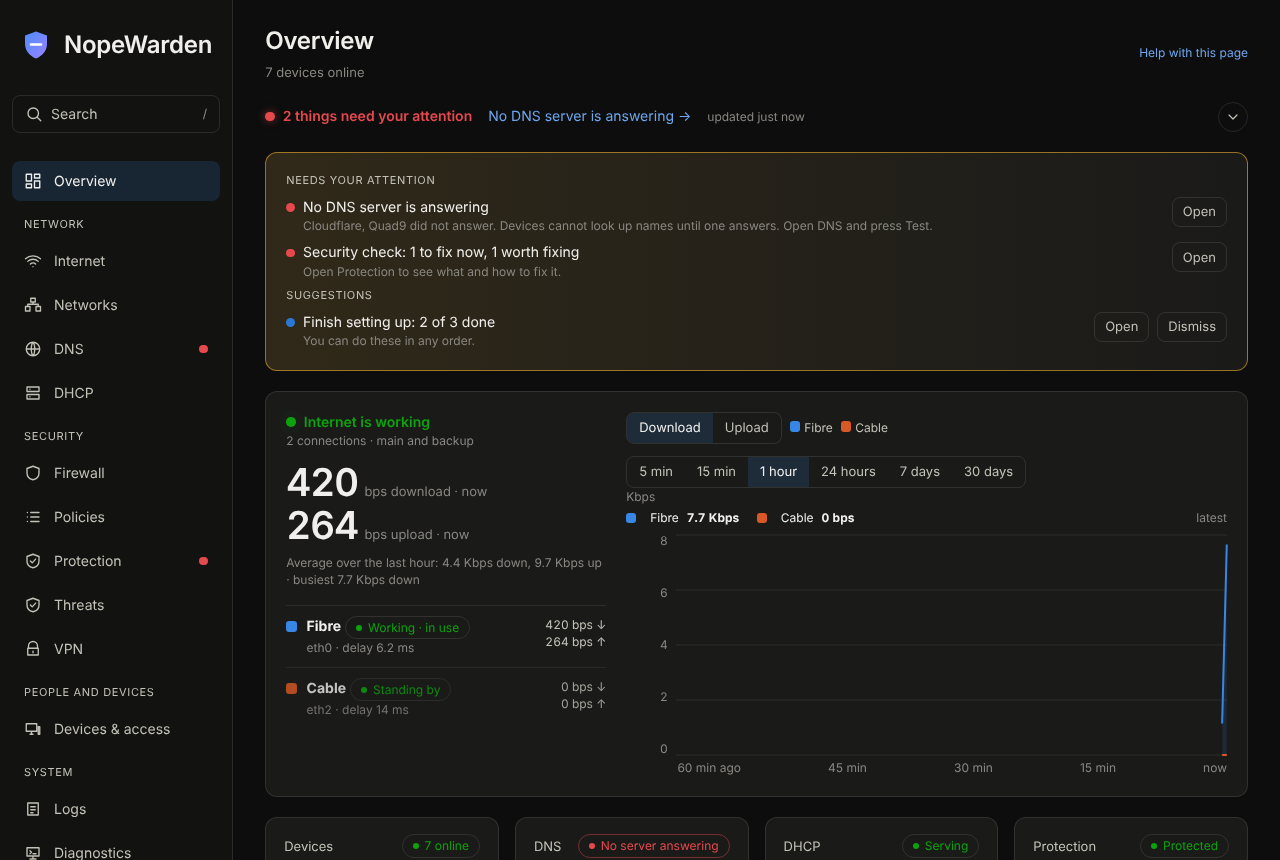 NopeWarden
Search /
Overview
NETWORK
Internet
Networks
DNS
DHCP
SECURITY
Firewall
Policies
Protection
Threats
VPN
PEOPLE AND DEVICES
Devices & access
SYSTEM
Logs
Diagnostics
Overview
7 devices online
Help with this page
2 things need your attention No DNS server is answering → updated just now
NEEDS YOUR ATTENTION
No DNS server is answering
Cloudflare, Quad9 did not answer. Devices cannot look up names until one answers. Open DNS and press Test.
Open
Security check: 1 to fix now, 1 worth fixing
Open Protection to see what and how to fix it.
Open
SUGGESTIONS
Finish setting up: 2 of 3 done
You can do these in any order.
Open Dismiss
Internet is working
2 connections · main and backup
420 bps download · now
264 bps upload · now
Average over the last hour: 4.4 Kbps down, 9.7 Kbps up
· busiest 7.7 Kbps down
Fibre Working · in use 420 bps ↓
eth0 · delay 6.2 ms 264 bps ↑
Cable Standing by 0 bps ↓
eth2 · delay 14 ms 0 bps ↑
Download Upload Fibre Cable
5 min 15 min 1 hour 24 hours 7 days 30 days
Kbps
Fibre 7.7 Kbps Cable 0 bps latest
8
6
4
2
0
60 min ago 45 min 30 min 15 min now
Devices 7 online
DNS No server answering
DHCP Serving
Protection Protected